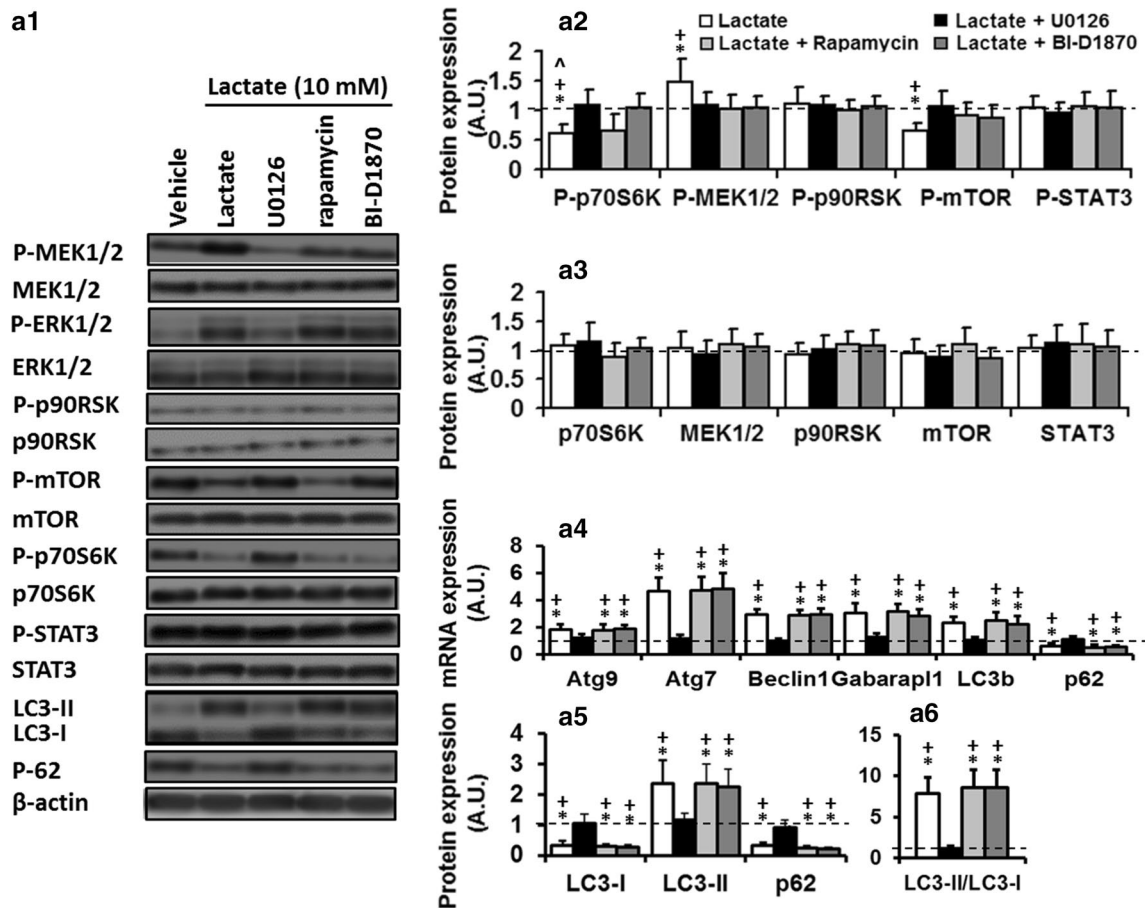 a1
Lactate (10 mM)
Vehicle
Lactate
U0126
rapamycin
BI-D1870
P-MEK1/2
MEK1/2
P-ERK1/2
ERK1/2
P-p90RSK
p90RSK
P-mTOR
mTOR
P-p70S6K
p70S6K
P-STAT3
STAT3
LC3-II
LC3-I
P-62
β-actin
a2
Lactate
Lactate + U0126
Lactate + Rapamycin
Lactate + BI-D1870
Protein expression
(A.U.)
2
1.5
1
0.5
0
^
+
*
+
*
+
*
P-p70S6K P-MEK1/2 P-p90RSK P-mTOR P-STAT3
a3
Protein expression
(A.U.)
2
1.5
1
0.5
0
p70S6K MEK1/2 p90RSK mTOR STAT3
a4
mRNA expression
(A.U.)
8
6
4
2
0
+ + +
* * *
+ + +
* * *
+ + +
* * *
+ + +
* * *
+ + +
* * *
+ + +
* * *
Atg9 Atg7 Beclin1 Gabarapl1 LC3b p62
a5
Protein expression
(A.U.)
4
3
2
1
0
+ + +
* * *
+ + +
* * *
+ + +
* * *
LC3-I LC3-II p62
a6
15
10
5
0
+ + +
* * *
LC3-II/LC3-I